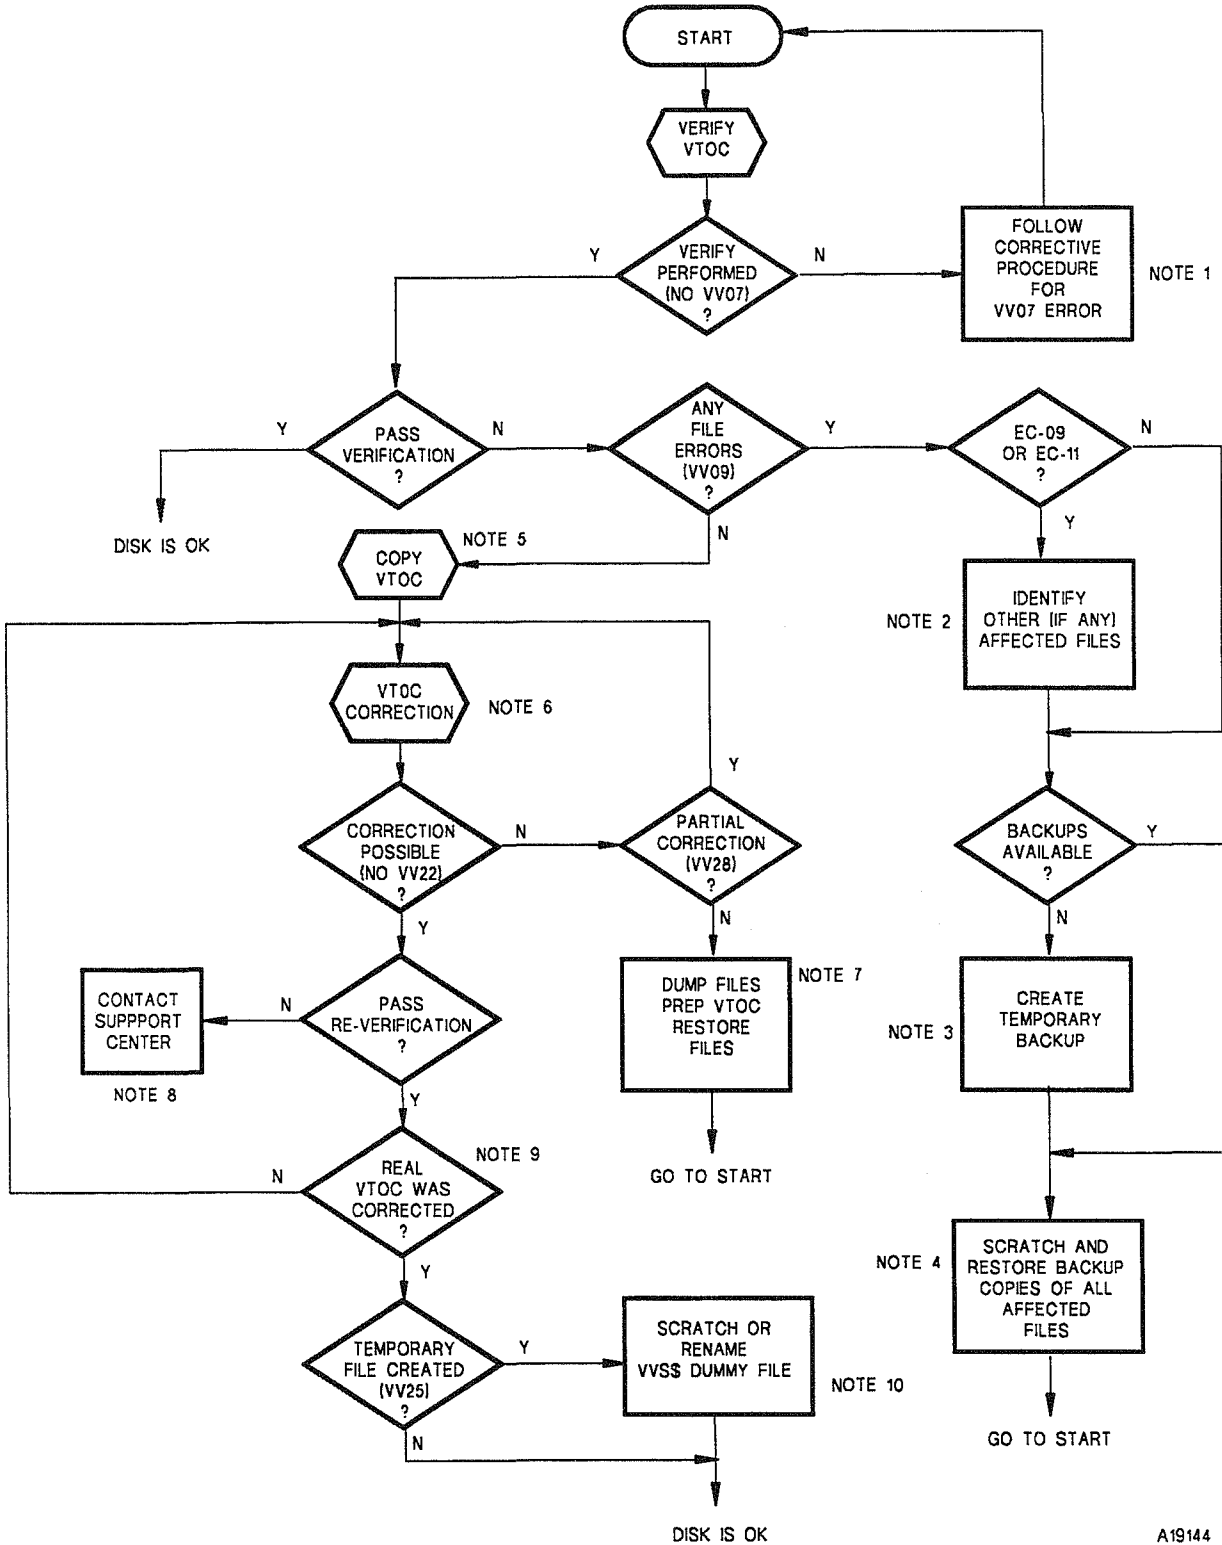 START
VERIFY
VTOC
VERIFY
PERFORMED
(NO VV07)
?
Y
N
FOLLOW
CORRECTIVE
PROCEDURE
FOR
VV07 ERROR
NOTE 1
PASS
VERIFICATION
?
Y
N
ANY
FILE
ERRORS
(VV09)
?
Y
N
EC-09
OR EC-11
?
N
Y
DISK IS OK
COPY
VTOC
NOTE 5
IDENTIFY
OTHER (IF ANY)
AFFECTED FILES
NOTE 2
VTOC
CORRECTION
NOTE 6
CORRECTION
POSSIBLE
(NO VV22)
?
N
Y
PARTIAL
CORRECTION
(VV28)
?
Y
N
BACKUPS
AVAILABLE
?
Y
N
CONTACT
SUPPPORT
CENTER
NOTE 8
N
PASS
RE-VERIFICATION
?
Y
DUMP FILES
PREP VTOC
RESTORE
FILES
NOTE 7
GO TO START
CREATE
TEMPORARY
BACKUP
NOTE 3
REAL
VTOC WAS
CORRECTED
?
NOTE 9
N
Y
SCRATCH AND
RESTORE BACKUP
COPIES OF ALL
AFFECTED
FILES
NOTE 4
GO TO START
TEMPORARY
FILE CREATED
(VV25)
?
Y
N
SCRATCH OR
RENAME
VVS$ DUMMY FILE
NOTE 10
DISK IS OK
A19144